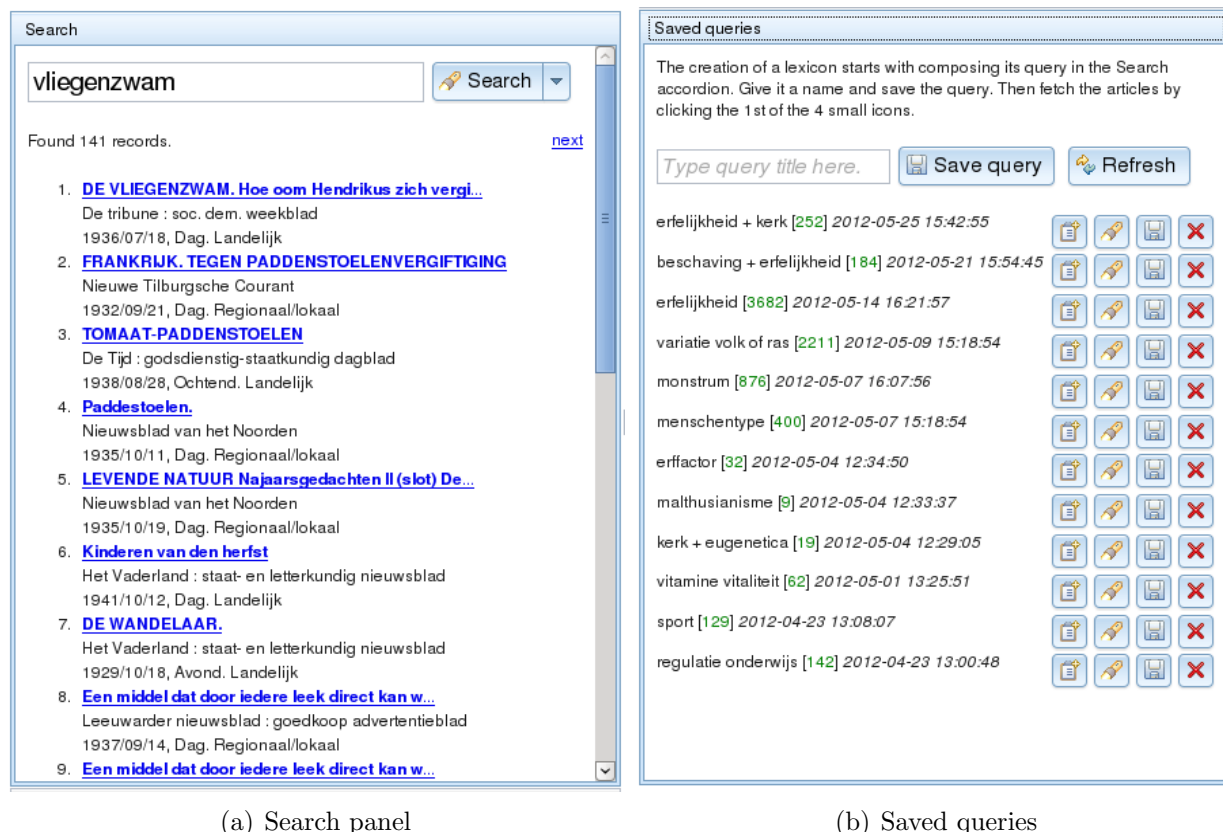 Search
vliegenzwam
Search
Found 141 records.
next
1. DE VLIEGENZWAM. Hoe oom Hendrikus zich vergi...
De tribune : soc. dem. weekblad
1936/07/18, Dag. Landelijk
2. FRANKRIJK. TEGEN PADDENSTOELENVERGIFTIGING
Nieuwe Tilburgsche Courant
1932/09/21, Dag. Regionaal/lokaal
3. TOMAAT-PADDENSTOELEN
De Tijd : godsdienstig-staatkundig dagblad
1938/08/28, Ochtend. Landelijk
4. Paddestoelen.
Nieuwsblad van het Noorden
1935/10/11, Dag. Regionaal/lokaal
5. LEVENDE NATUUR Najaarsgedachten II (slot) De...
Nieuwsblad van het Noorden
1935/10/19, Dag. Regionaal/lokaal
6. Kinderen van den herfst
Het Vaderland : staat- en letterkundig nieuwsblad
1941/10/12, Dag. Landelijk
7. DE WANDELAAR.
Het Vaderland : staat- en letterkundig nieuwsblad
1929/10/18, Avond. Landelijk
8. Een middel dat door iedere leek direct kan w...
Leeuwarder nieuwsblad : goedkoop advertentieblad
1937/09/14, Dag. Regionaal/lokaal
9. Een middel dat door iedere leek direct kan w...
(a) Search panel
Saved queries
The creation of a lexicon starts with composing its query in the Search
accordion. Give it a name and save the query. Then fetch the articles by
clicking the 1st of the 4 small icons.
Type query title here.
Save query
Refresh
erfelijkheid + kerk [252] 2012-05-25 15:42:55
beschaving + erfelijkheid [184] 2012-05-21 15:54:45
erfelijkheid [3682] 2012-05-14 16:21:57
variatie volk of ras [2211] 2012-05-09 15:18:54
monstrum [876] 2012-05-07 16:07:56
menschentype [400] 2012-05-07 15:18:54
erffactor [32] 2012-05-04 12:34:50
malthusianisme [9] 2012-05-04 12:33:37
kerk + eugenetica [19] 2012-05-04 12:29:05
vitamine vitaliteit [62] 2012-05-01 13:25:51
sport [129] 2012-04-23 13:08:07
regulatie onderwijs [142] 2012-04-23 13:00:48
(b) Saved queries